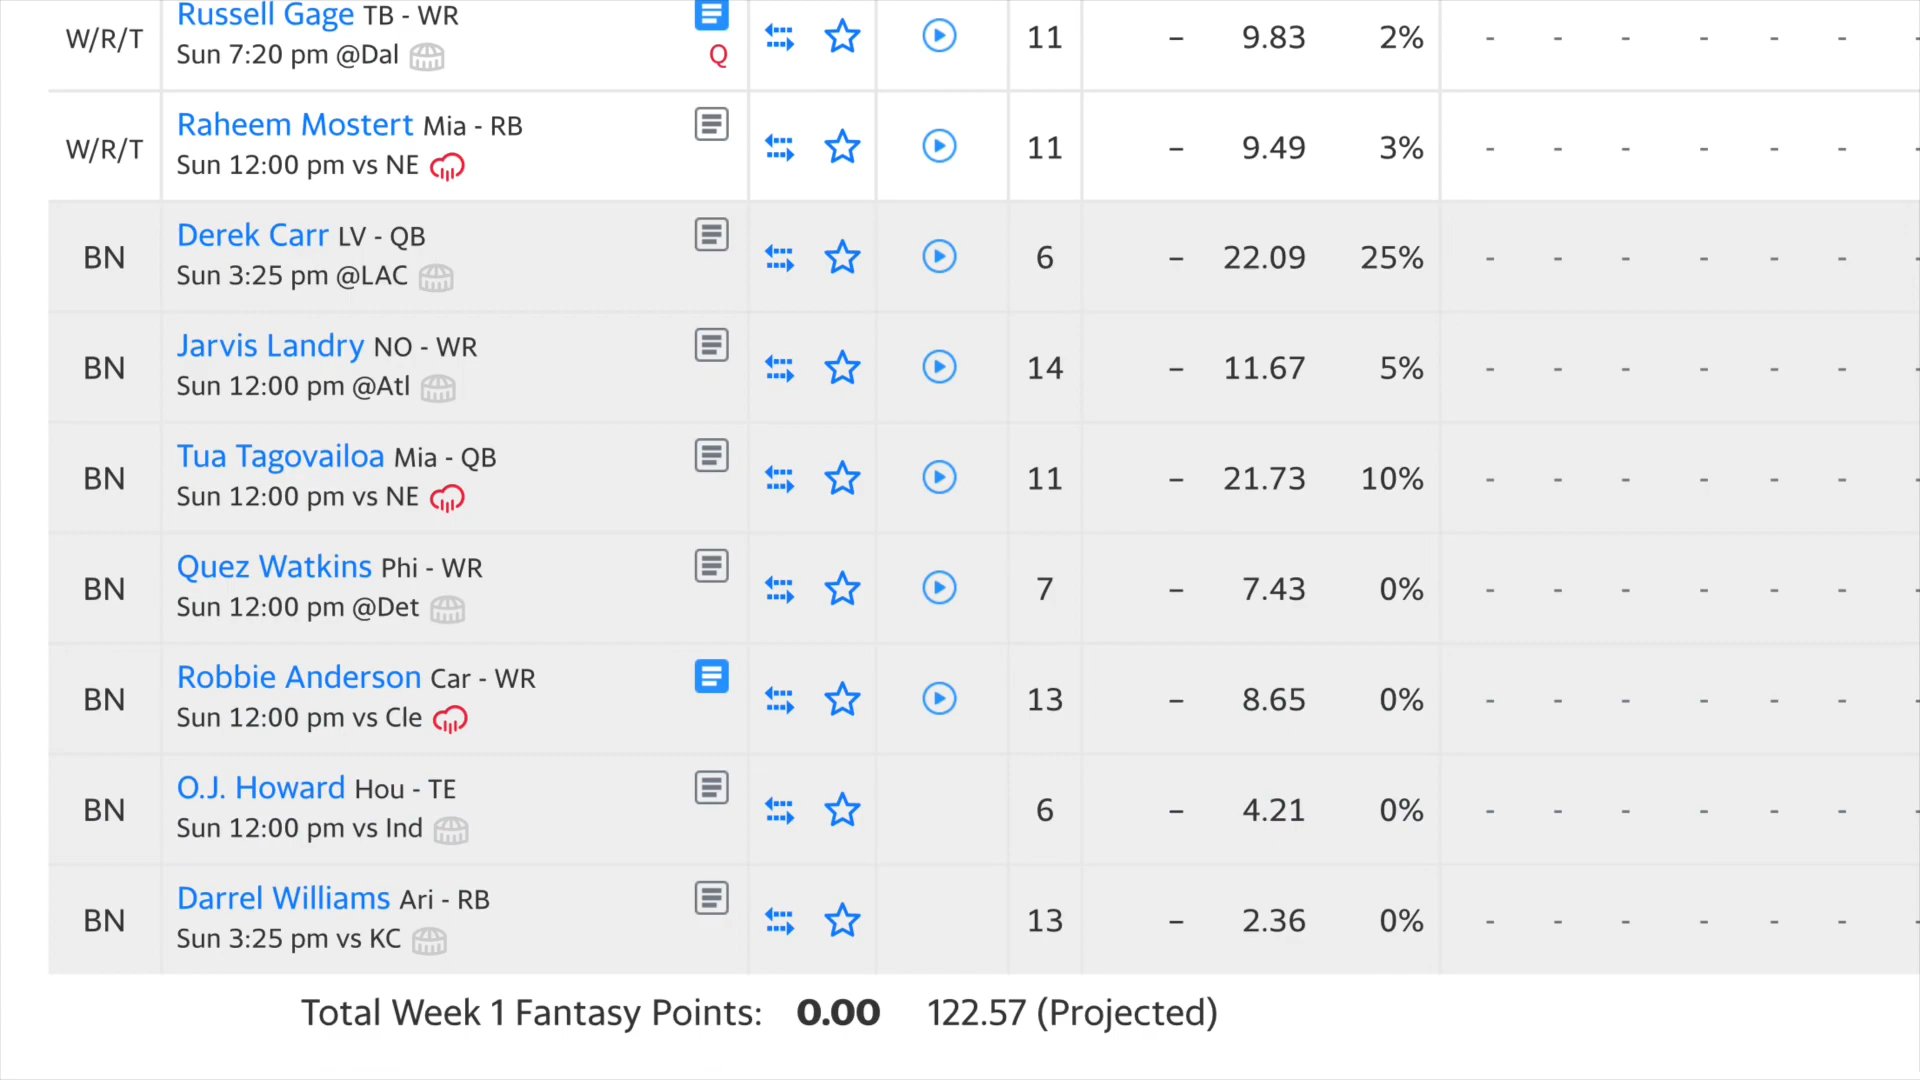 W/R/T Russell Gage TB - WR 11 – 9.83 2% - - - - - - -
Sun 7:20 pm @Dal Q
W/R/T Raheem Mostert Mia - RB 11 – 9.49 3% - - - - - - -
Sun 12:00 pm vs NE
BN Derek Carr LV - QB 6 – 22.09 25% - - - - - - -
Sun 3:25 pm @LAC
BN Jarvis Landry NO - WR 14 – 11.67 5% - - - - - - -
Sun 12:00 pm @Atl
BN Tua Tagovailoa Mia - QB 11 – 21.73 10% - - - - - - -
Sun 12:00 pm vs NE
BN Quez Watkins Phi - WR 7 – 7.43 0% - - - - - - -
Sun 12:00 pm @Det
BN Robbie Anderson Car - WR 13 – 8.65 0% - - - - - - -
Sun 12:00 pm vs Cle
BN O.J. Howard Hou - TE 6 – 4.21 0% - - - - - - -
Sun 12:00 pm vs Ind
BN Darrel Williams Ari - RB 13 – 2.36 0% - - - - - - -
Sun 3:25 pm vs KC
Total Week 1 Fantasy Points: 0.00 122.57 (Projected)